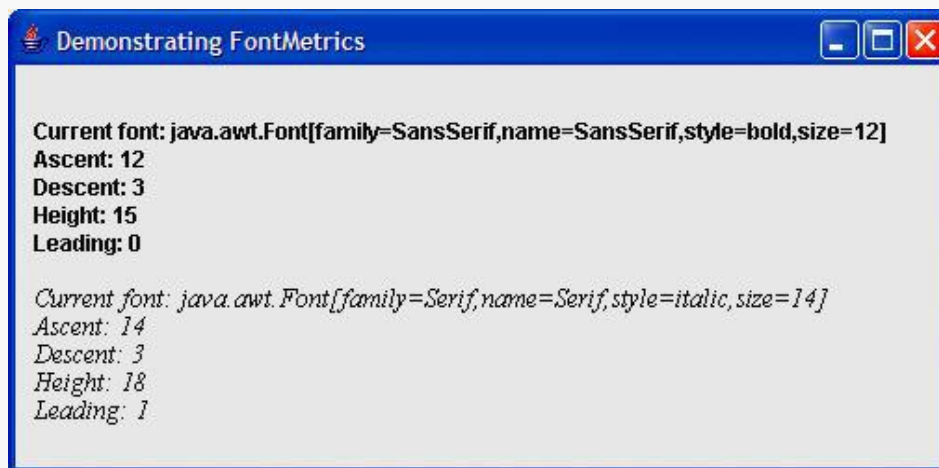 Demonstrating FontMetrics
Current font: java.awt.Font[family=SansSerif,name=SansSerif,style=bold,size=12]
Ascent: 12
Descent: 3
Height: 15
Leading: 0
Current font: java.awt.Font[family=Serif,name=Serif,style=italic,size=14]
Ascent: 14
Descent: 3
Height: 18
Leading: 1